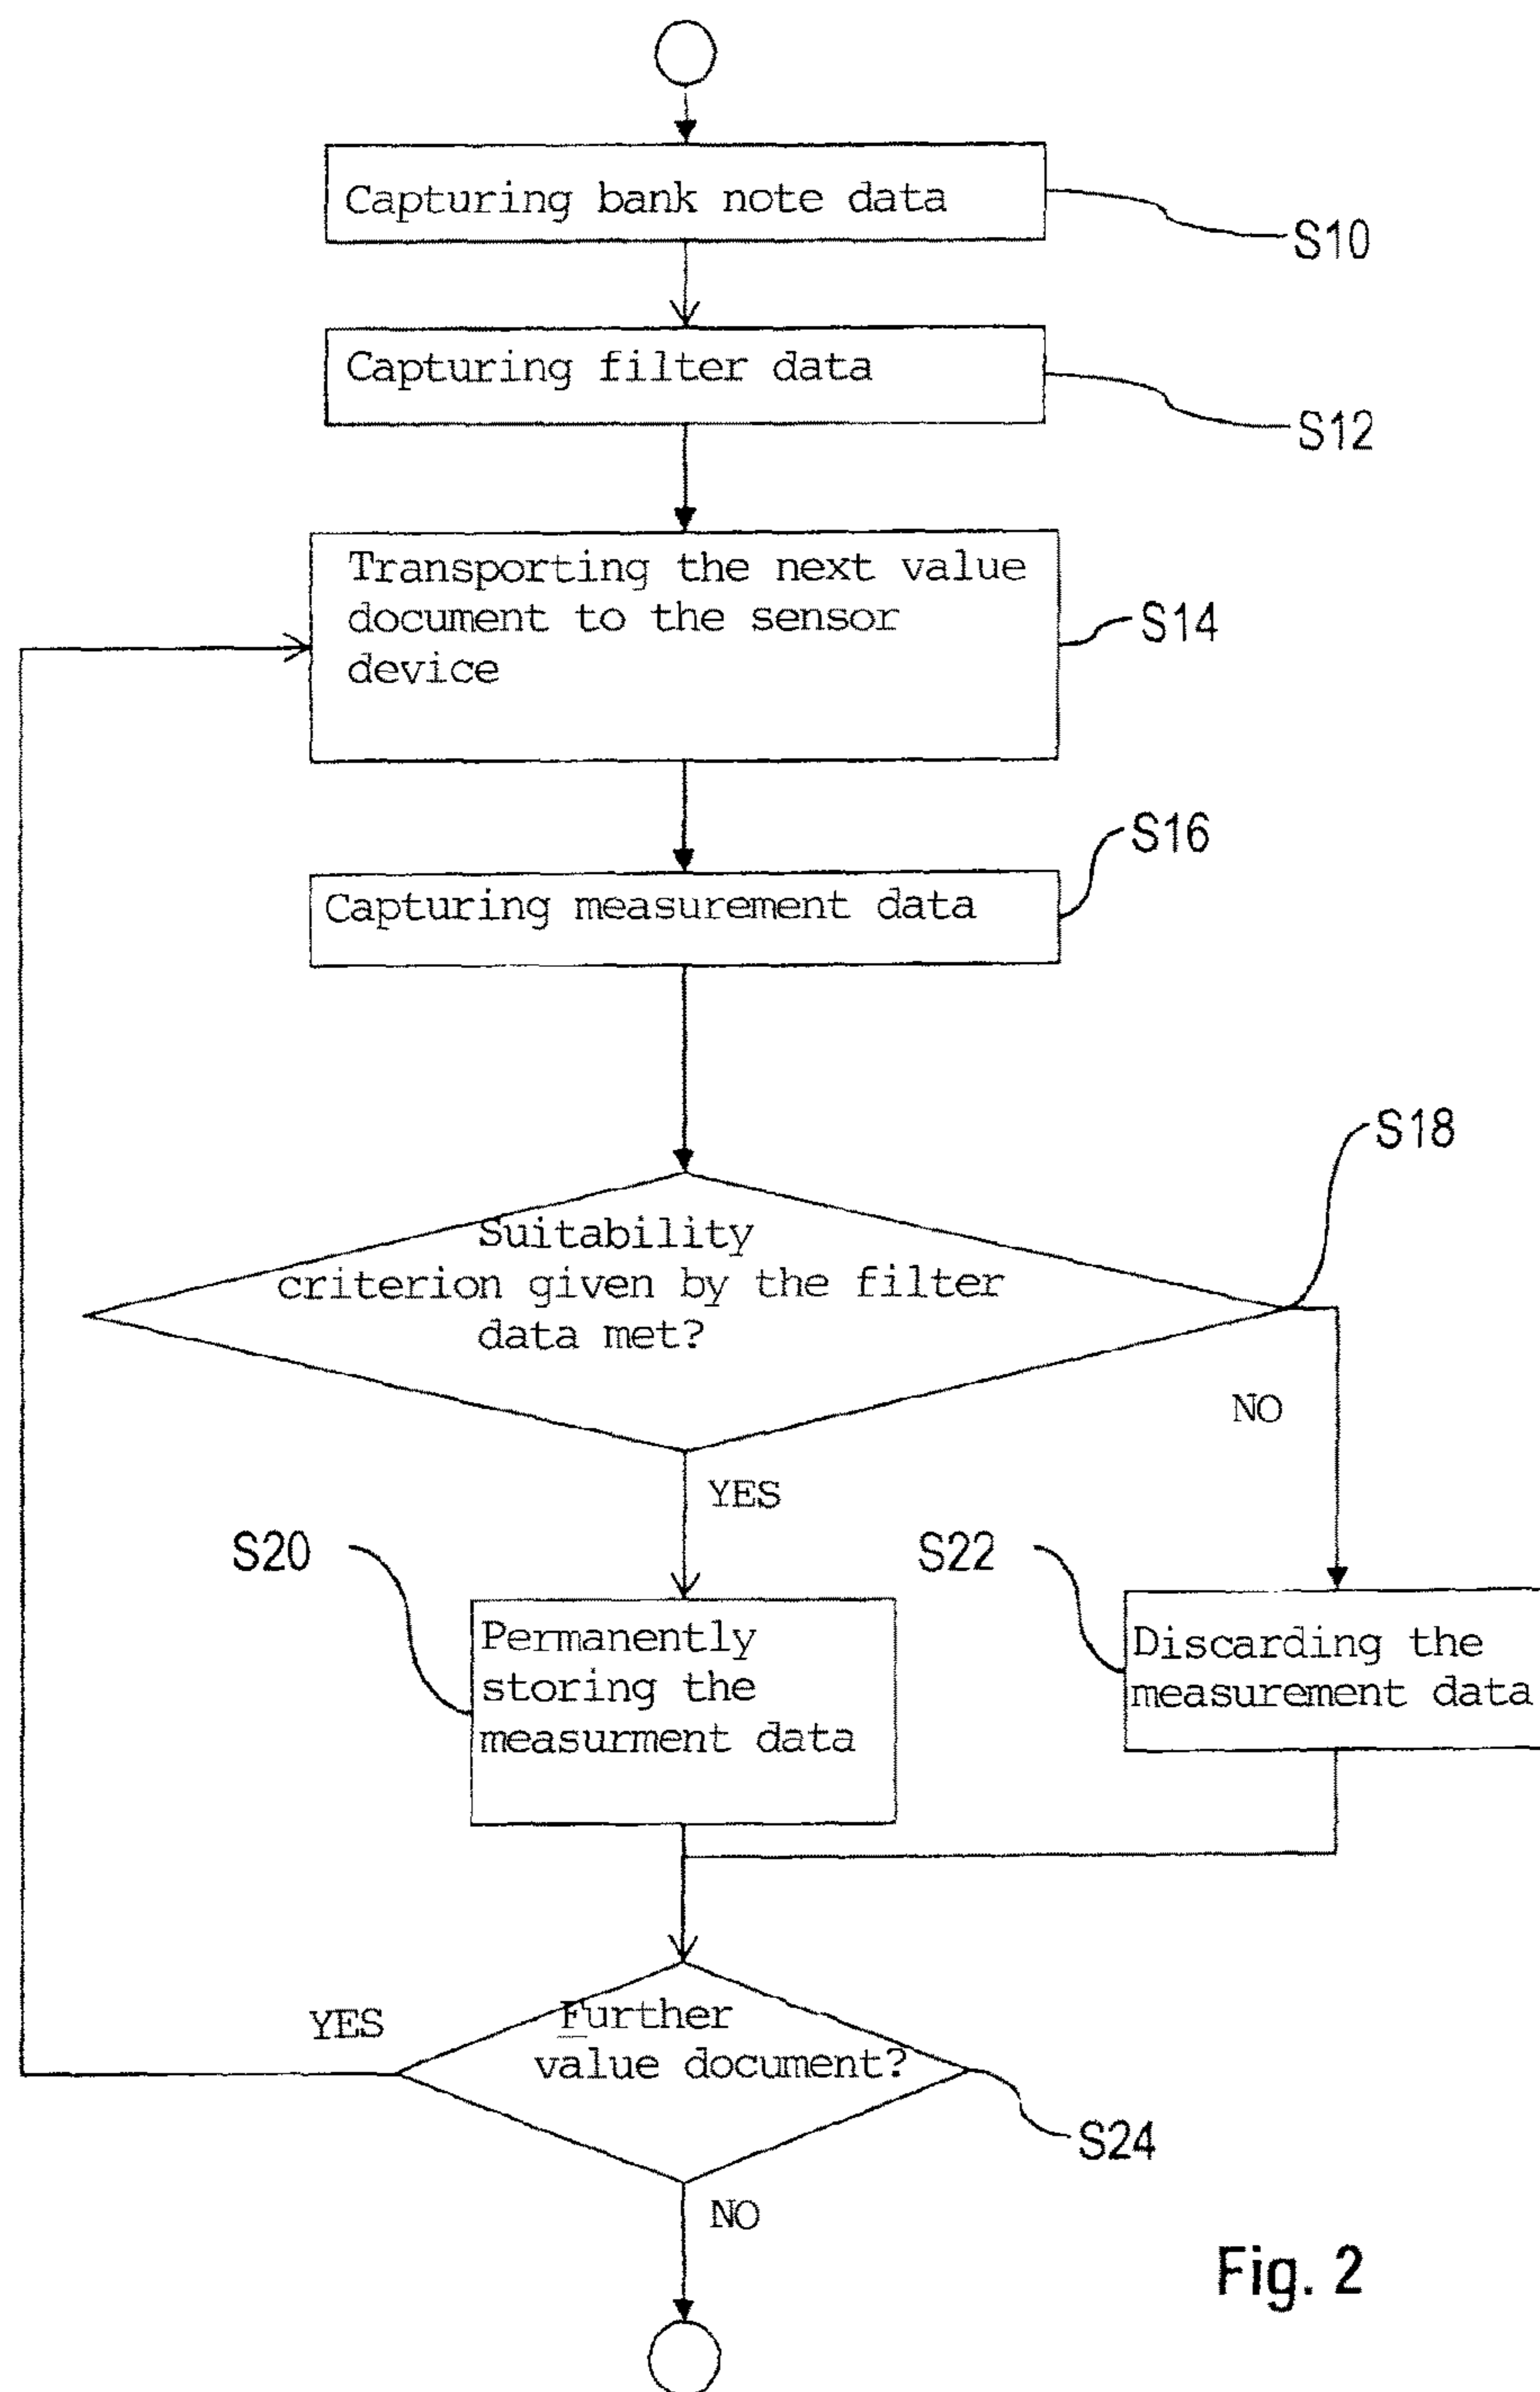 Capturing bank note data
S10
Capturing filter data
S12
Transporting the next value
document to the sensor
device
S14
S16
Capturing measurement data
S18
Suitability
criterion given by the filter
data met?
NO
YES
S20
S22
Permanently
storing the
measurment data
Discarding the
measurement data
YES
Further
value document?
S24
NO
Fig. 2